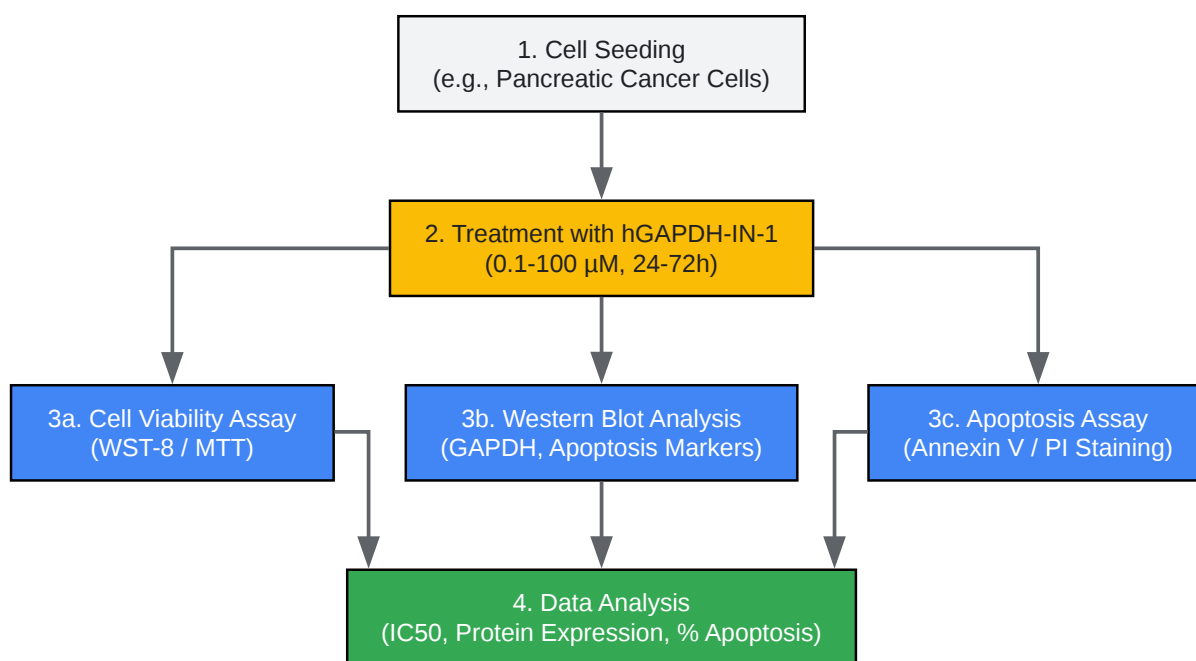 1. Cell Seeding
(e.g., Pancreatic Cancer Cells)
2. Treatment with hGAPDH-IN-1
(0.1-100 µM, 24-72h)
3a. Cell Viability Assay
(WST-8 / MTT)
3b. Western Blot Analysis
(GAPDH, Apoptosis Markers)
3c. Apoptosis Assay
(Annexin V / PI Staining)
4. Data Analysis
(IC50, Protein Expression, % Apoptosis)